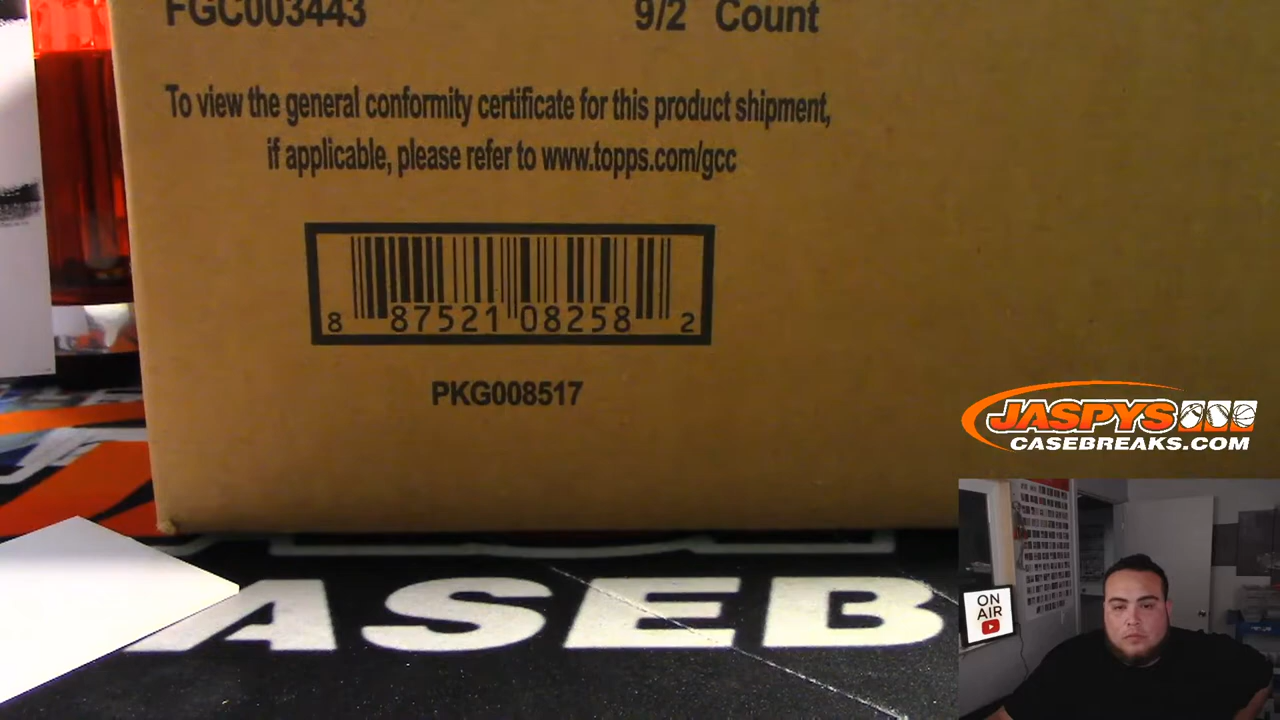 FGC003443 9/2 Count
To view the general conformity certificate for this product shipment,
if applicable, please refer to www.topps.com/gcc
8 87521 08258 2
PKG008517
JASPYS
CASEBREAKS.COM
ON
AIR
ASEB